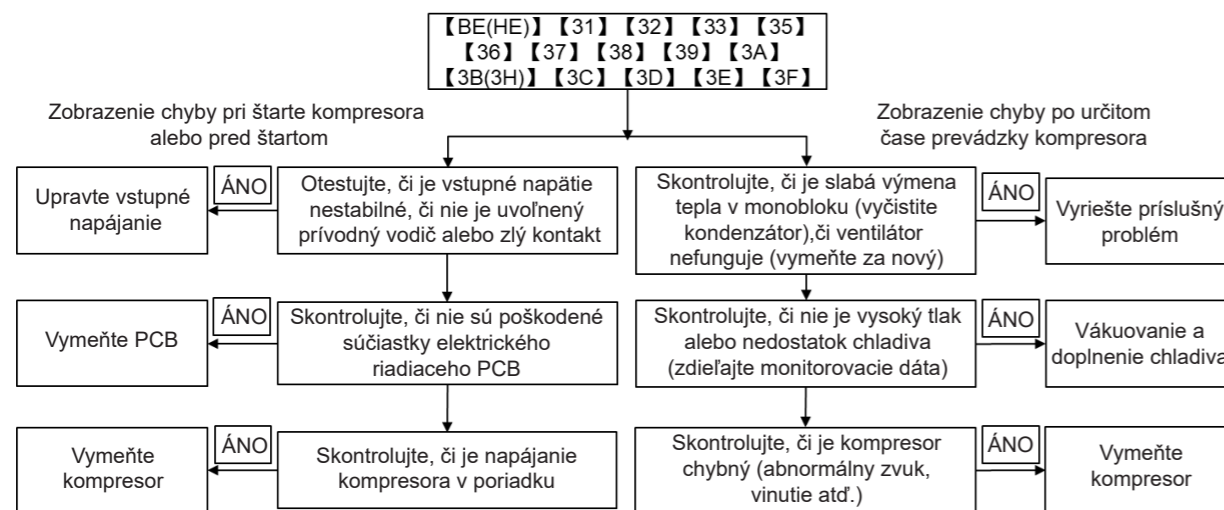 【BE(HE)】【31】【32】【33】【35】
【36】【37】【38】【39】【3A】
【3B(3H)】【3C】【3D】【3E】【3F】
Zobrazenie chyby pri štarte kompresora
alebo pred štartom
Zobrazenie chyby po určitom
čase prevádzky kompresora
Upravte vstupné
napájanie
ÁNO
Otestujte, či je vstupné napätie
nestabilné, či nie je uvoľnený
prívodný vodič alebo zlý kontakt
Skontrolujte, či je slabá výmena
tepla v monobloku (vyčistite
kondenzátor),či ventilátor
nefunguje (vymeňte za nový)
ÁNO
Vyriešte príslušný
problém
Vymeňte PCB
ÁNO
Skontrolujte, či nie sú poškodené
súčiastky elektrického
riadiaceho PCB
Skontrolujte, či nie je vysoký tlak
alebo nedostatok chladiva
(zdieľajte monitorovacie dáta)
ÁNO
Vákuovanie a
doplnenie chladiva
Vymeňte
kompresor
ÁNO
Skontrolujte, či je napájanie
kompresora v poriadku
Skontrolujte, či je kompresor
chybný (abnormálny zvuk,
vinutie atď.)
ÁNO
Vymeňte
kompresor